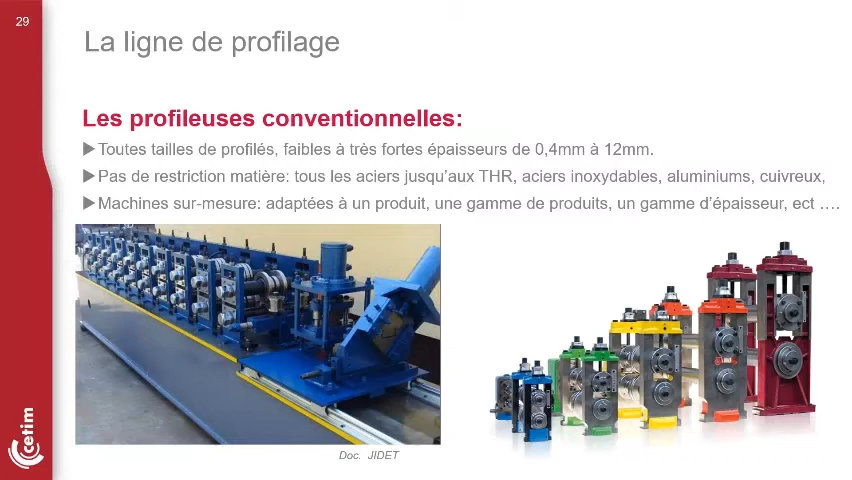 29
La ligne de profilage
Les profileuses conventionnelles:
▶Toutes tailles de profilés, faibles à très fortes épaisseurs de 0,4mm à 12mm.
▶Pas de restriction matière: tous les aciers jusqu’aux THR, aciers inoxydables, aluminiums, cuivreux,
▶Machines sur-mesure: adaptées à un produit, une gamme de produits, un gamme d’épaisseur, ect ….
Doc. JIDET
cetim